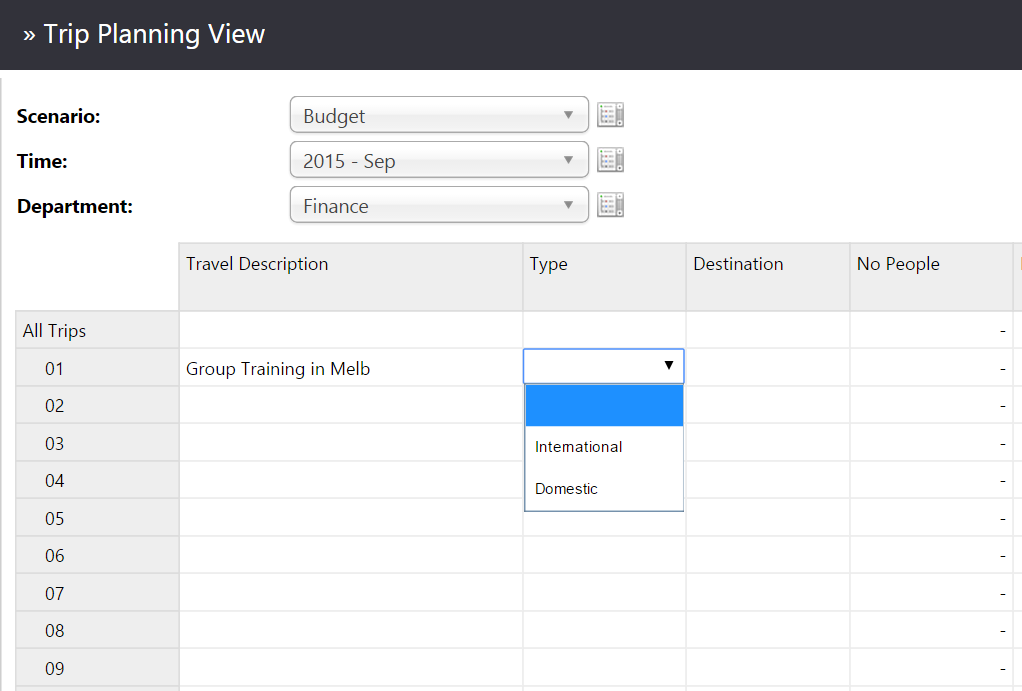 » Trip Planning View
Scenario: Budget
Time: 2015 - Sep
Department: Finance
Travel Description Type Destination No People
All Trips -
01 Group Training in Melb -
02 -
03 International -
04 Domestic -
05 -
06 -
07 -
08 -
09 -